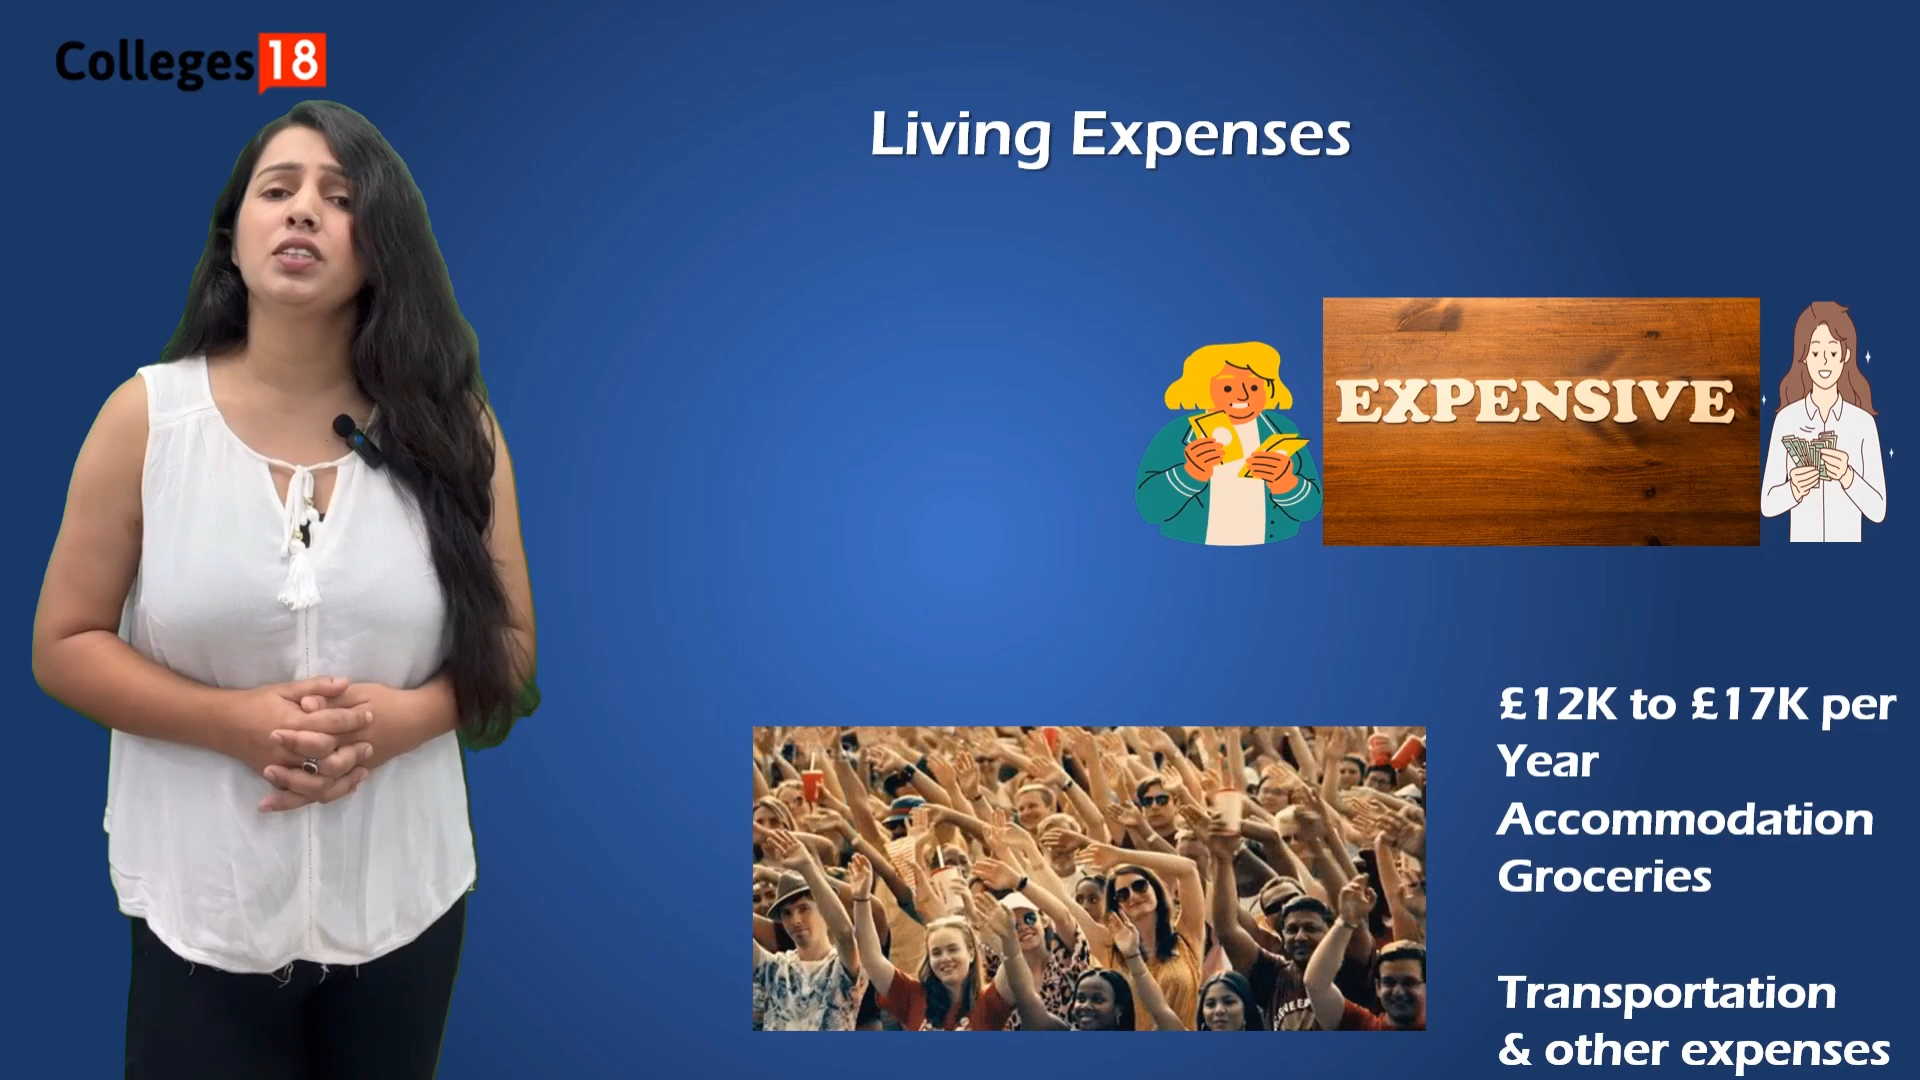 Colleges18
Living Expenses
EXPENSIVE
£12K to £17K per
Year
Accommodation
Groceries
Transportation
& other expenses